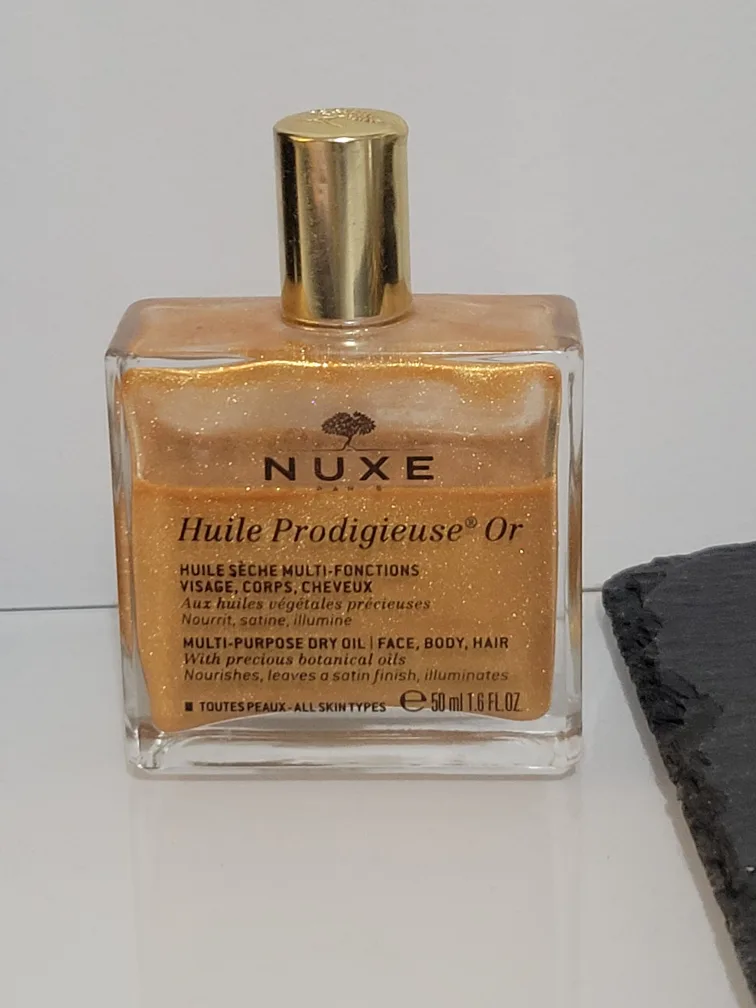 NUXE
PARIS
Huile Prodigieuse® Or
HUILE SÈCHE MULTI-FONCTIONS
VISAGE, CORPS, CHEVEUX
Aux huiles végétales précieuses
Nourrit, satine, illumine
MULTI-PURPOSE DRY OIL | FACE, BODY, HAIR
With precious botanical oils
Nourishes, leaves a satin finish, illuminates
■ TOUTES PEAUX - ALL SKIN TYPES ℮ 50 ml 1.6 FL.OZ.